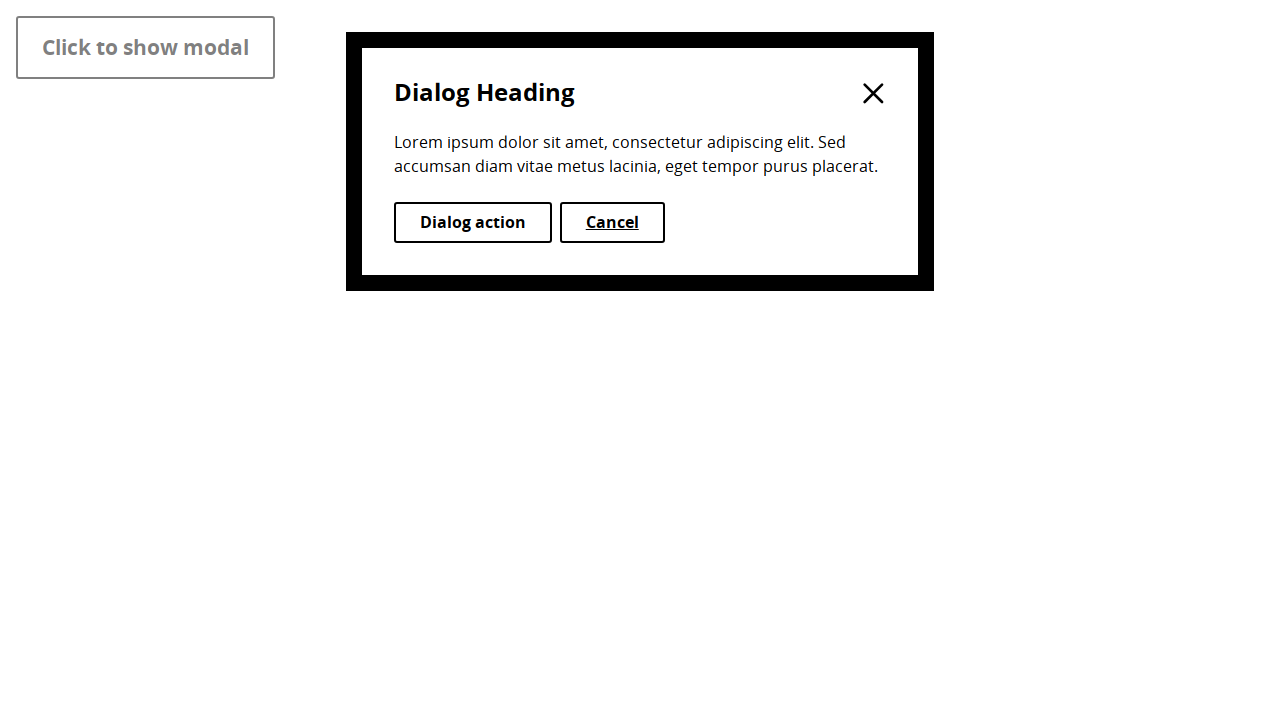 Click to show modal
Dialog Heading
Lorem ipsum dolor sit amet, consectetur adipiscing elit. Sed
accumsan diam vitae metus lacinia, eget tempor purus placerat.
Dialog action
Cancel